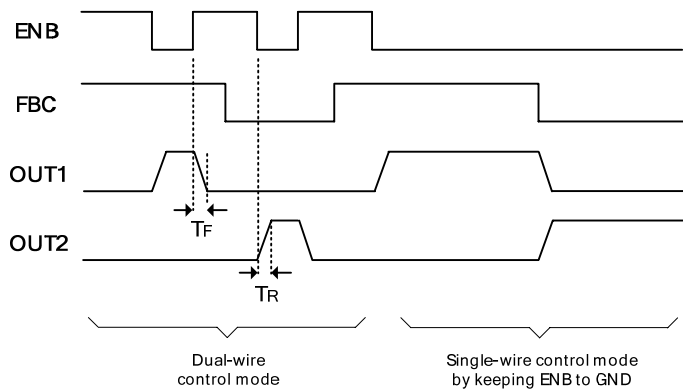 ENB
FBC
OUT1
TF
OUT2
TR
Dual-wire
control mode
Single-wire control mode
by keeping ENB to GND